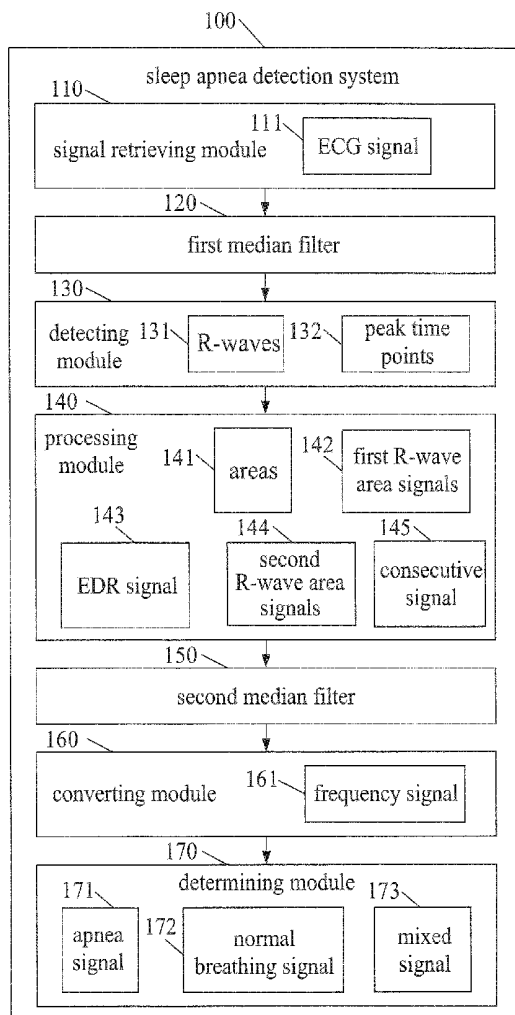 100
sleep apnea detection system
110
111
signal retrieving module
ECG signal
120
first median filter
130
detecting
module
131
R-waves
132
peak time
points
140
processing
module
141
areas
142
first R-wave
area signals
143
EDR signal
144
second
R-wave area
signals
145
consecutive
signal
150
second median filter
160
converting module
161
frequency signal
170
determining module
171
apnea
signal
172
normal
breathing signal
173
mixed
signal